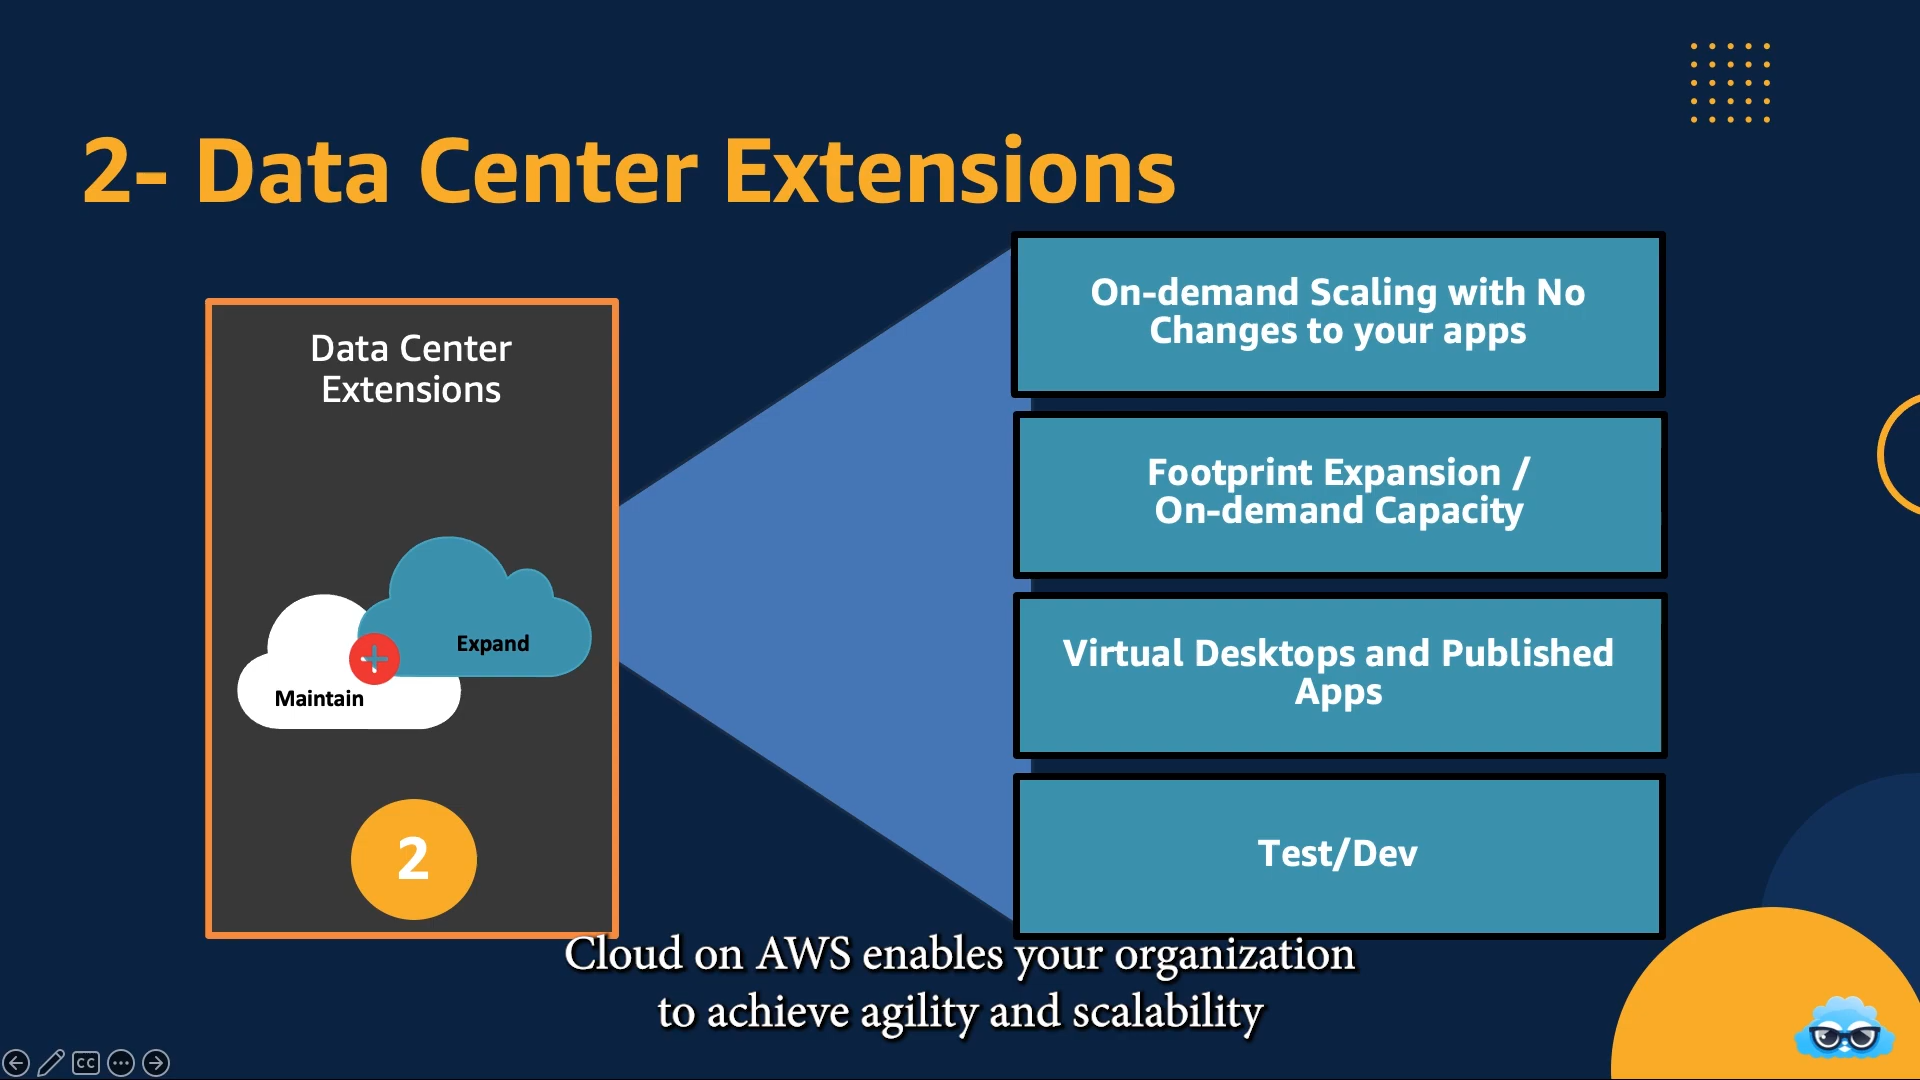 2- Data Center Extensions
Data Center
Extensions
Expand
Maintain
2
On-demand Scaling with No
Changes to your apps
Footprint Expansion /
On-demand Capacity
Virtual Desktops and Published
Apps
Test/Dev
Cloud on AWS enables your organization
to achieve agility and scalability
CC